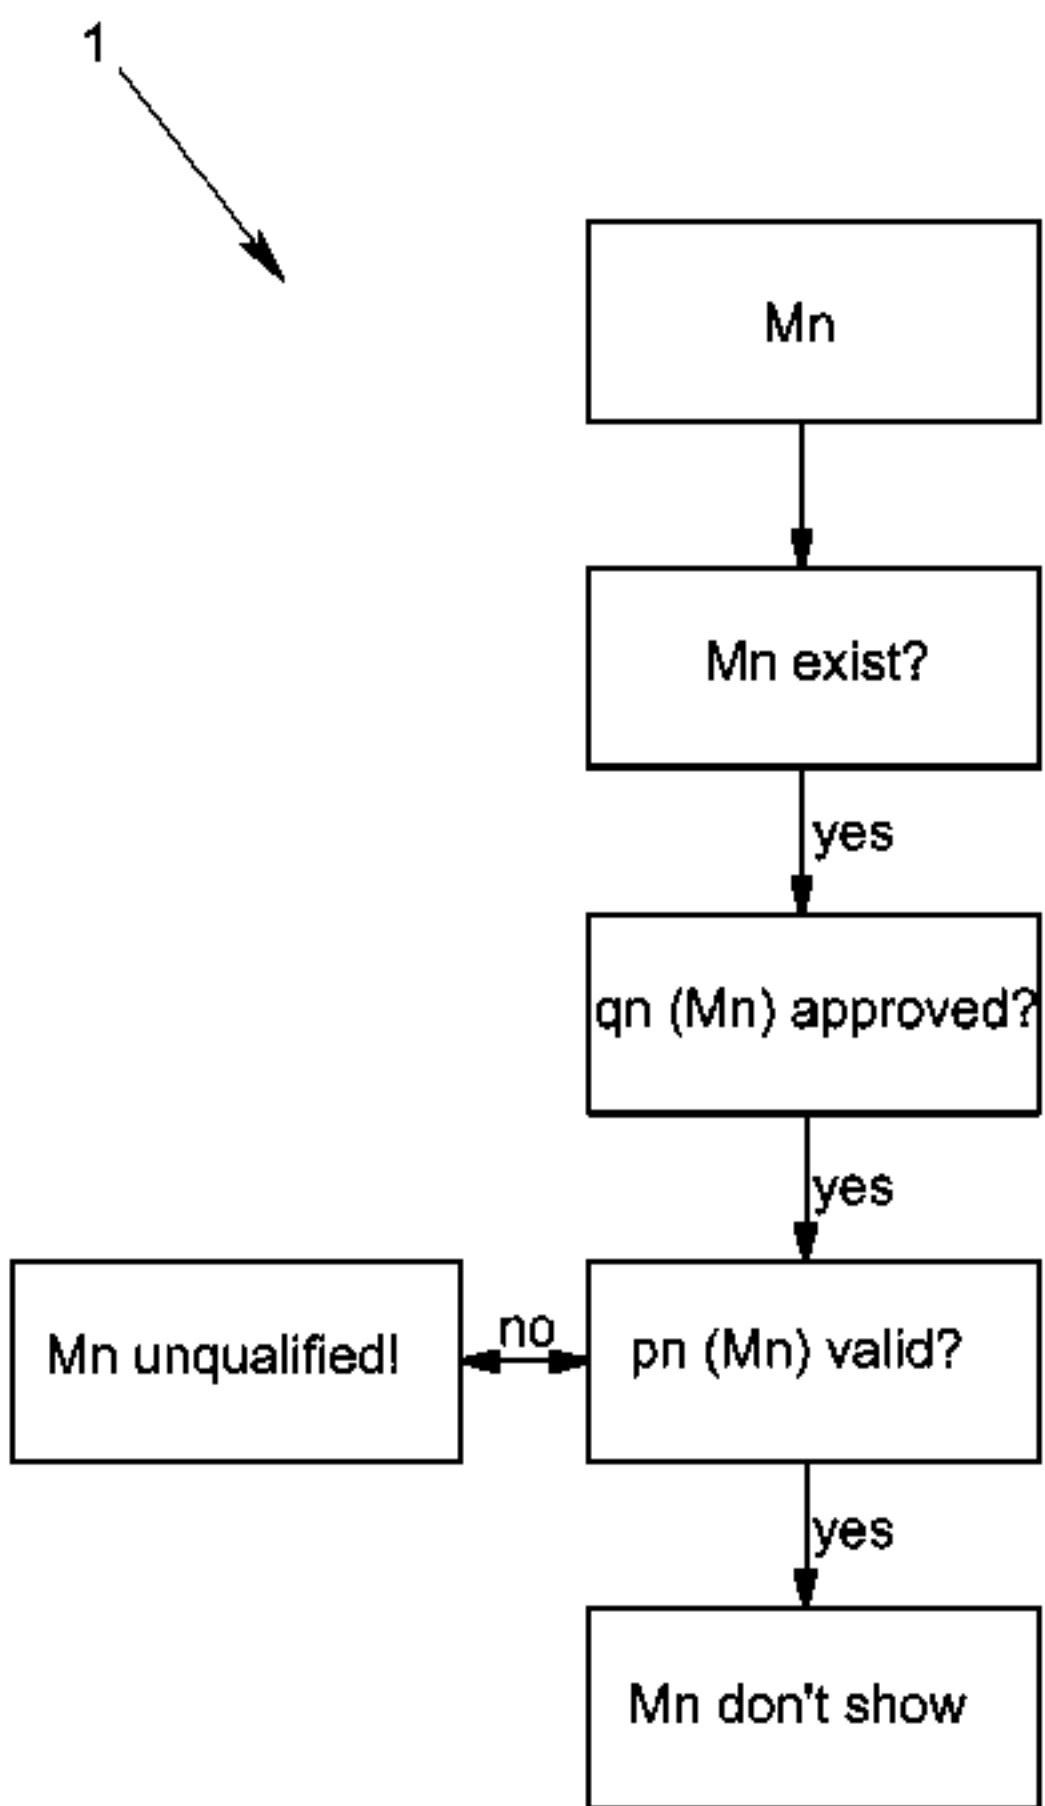 1
Mn
Mn exist?
yes
qn (Mn) approved?
yes
Mn unqualified!
no
pn (Mn) valid?
yes
Mn don't show